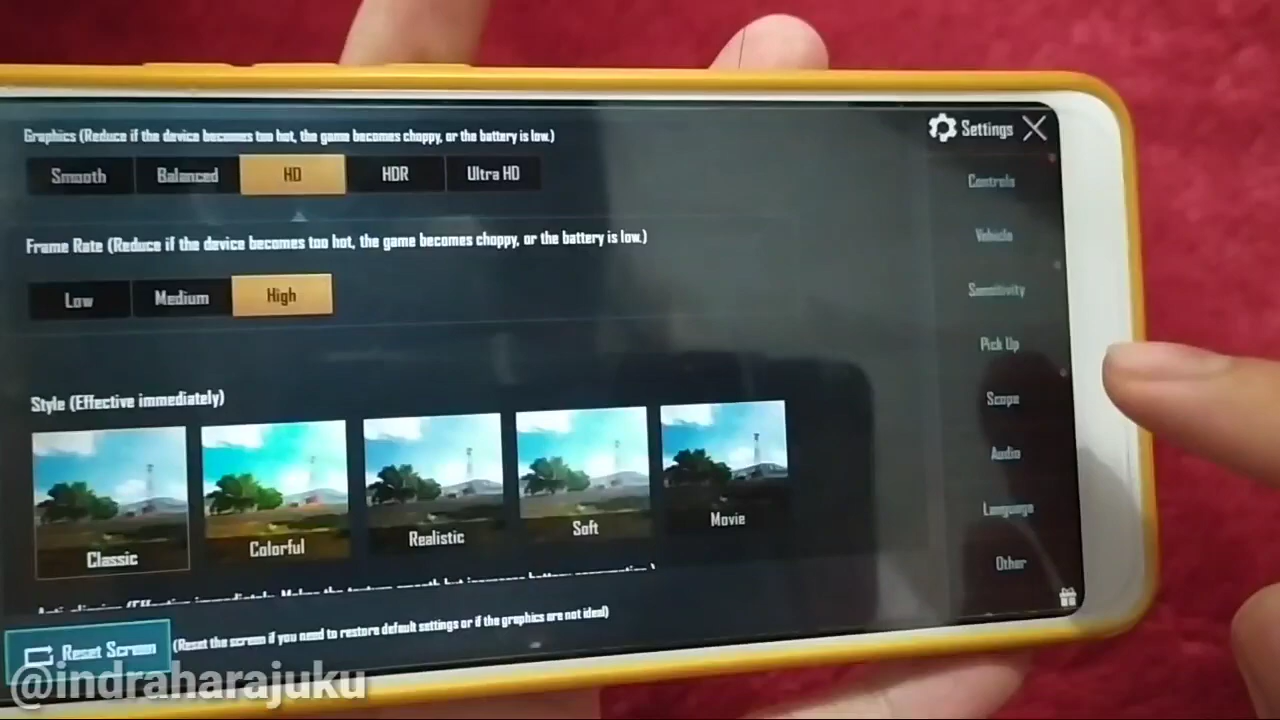 Graphics (Reduce if the device becomes too hot, the game becomes choppy, or the battery is low.)
Smooth Balanced HD HDR Ultra HD
Frame Rate (Reduce if the device becomes too hot, the game becomes choppy, or the battery is low.)
Low Medium High
Style (Effective immediately)
Classic Colorful Realistic Soft Movie
Reset Screen (Reset the screen if you need to restore default settings or if the graphics are not ideal)
Settings
Controls
Vehicle
Sensitivity
Pick Up
Scope
Audio
Language
Other
@indraharajuku